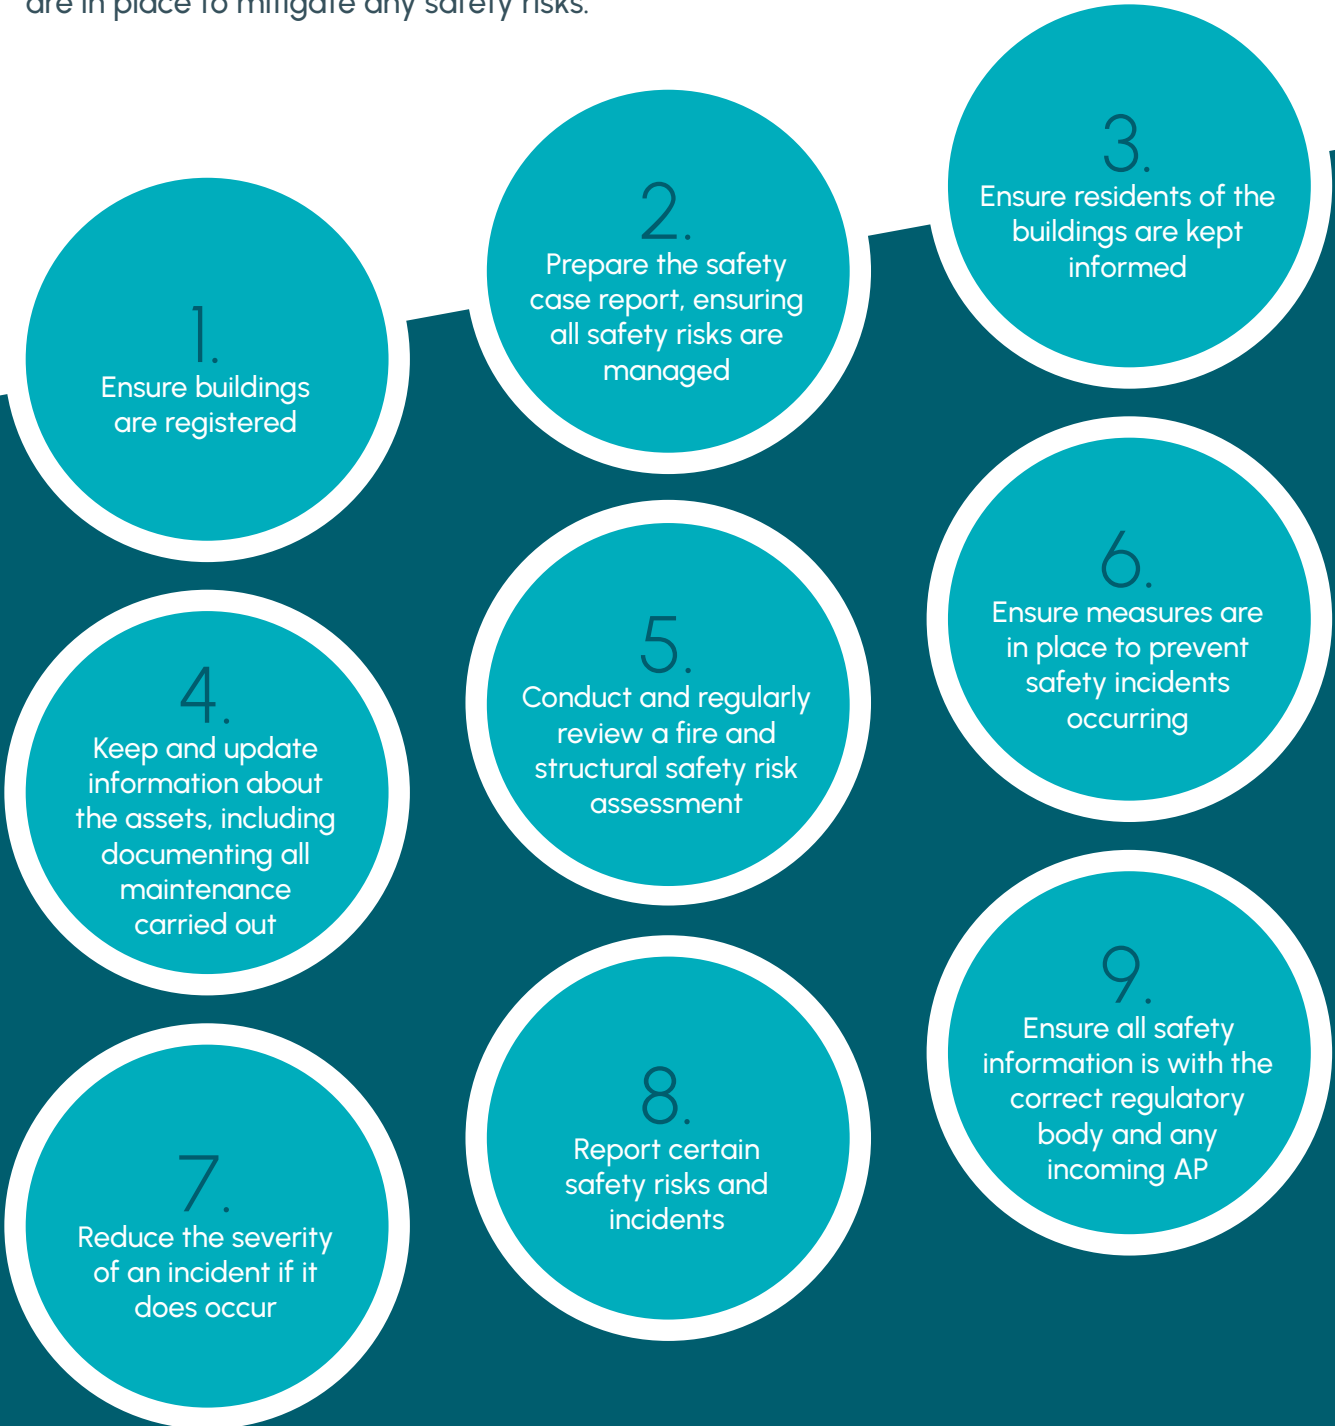 are in place to mitigate any safety risks.
1.
Ensure buildings
are registered
2.
Prepare the safety
case report, ensuring
all safety risks are
managed
3.
Ensure residents of the
buildings are kept
informed
4.
Keep and update
information about
the assets, including
documenting all
maintenance
carried out
5.
Conduct and regularly
review a fire and
structural safety risk
assessment
6.
Ensure measures are
in place to prevent
safety incidents
occurring
7.
Reduce the severity
of an incident if it
does occur
8.
Report certain
safety risks and
incidents
9.
Ensure all safety
information is with the
correct regulatory
body and any
incoming AP